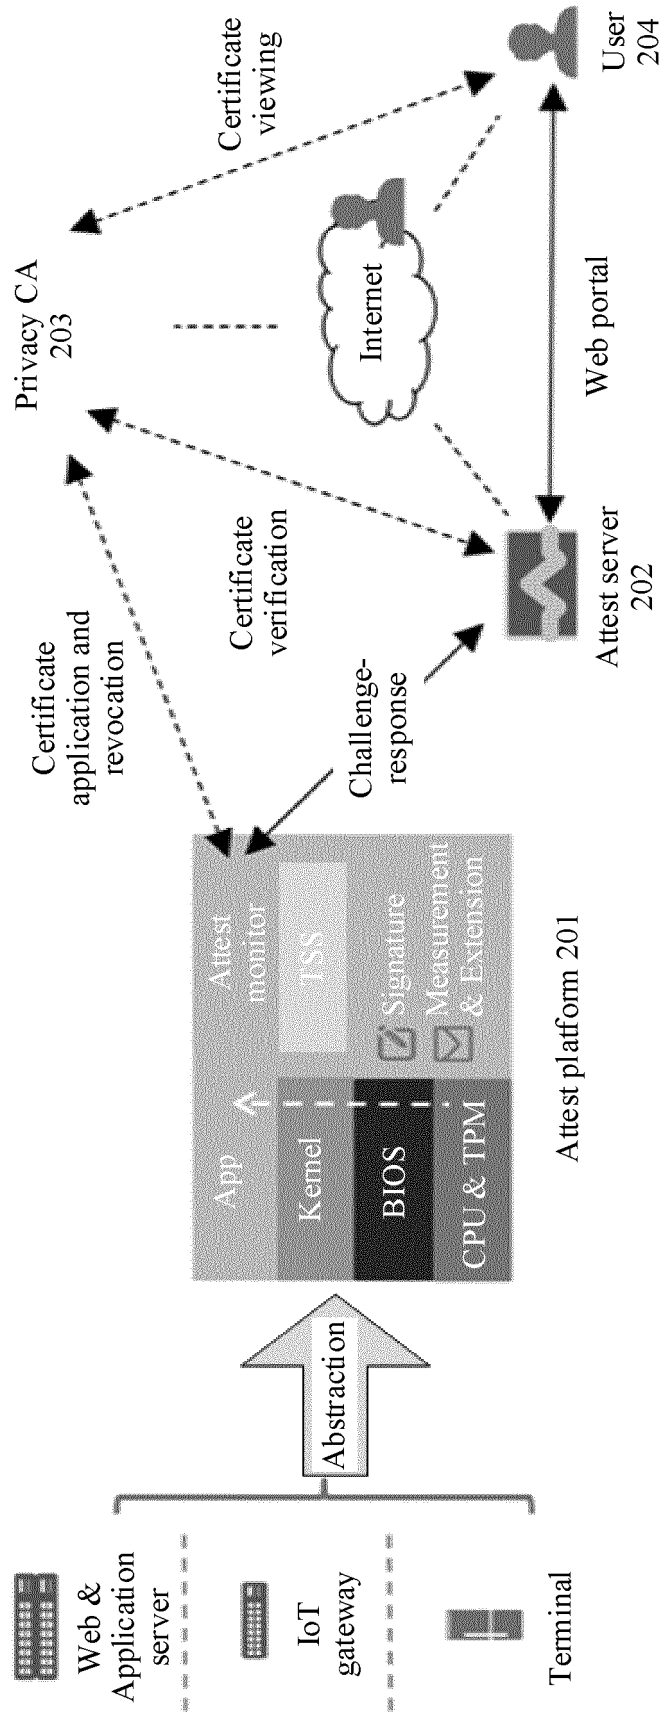 Web &
Application
server
IoT
gateway
Terminal
Abstraction
App
Kernel
BIOS
CPU & TPM
Attest
monitor
TSS
Signature
Measurement
& Extension
Attest platform 201
Certificate
application and
revocation
Challenge-
response
Certificate
verification
Attest server
202
Privacy CA
203
Internet
Web portal
Certificate
viewing
User
204